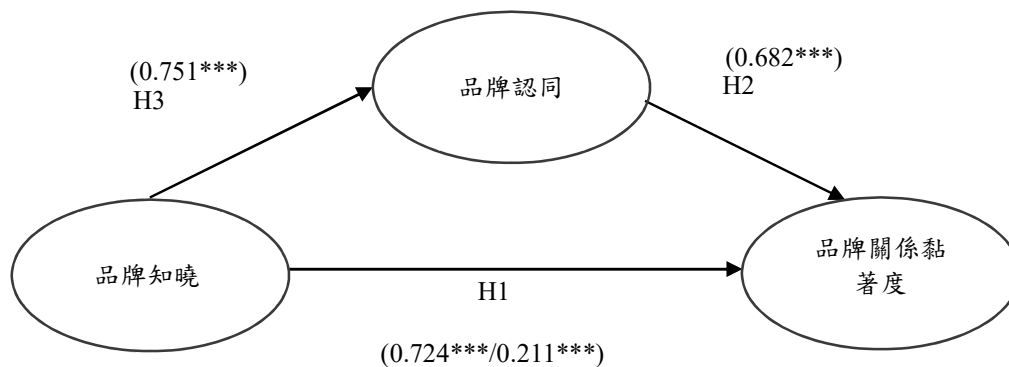 (0.751***)
H3
品牌認同
(0.682***)
H2
品牌知曉
H1
品牌關係黏
著度
(0.724***/0.211***)